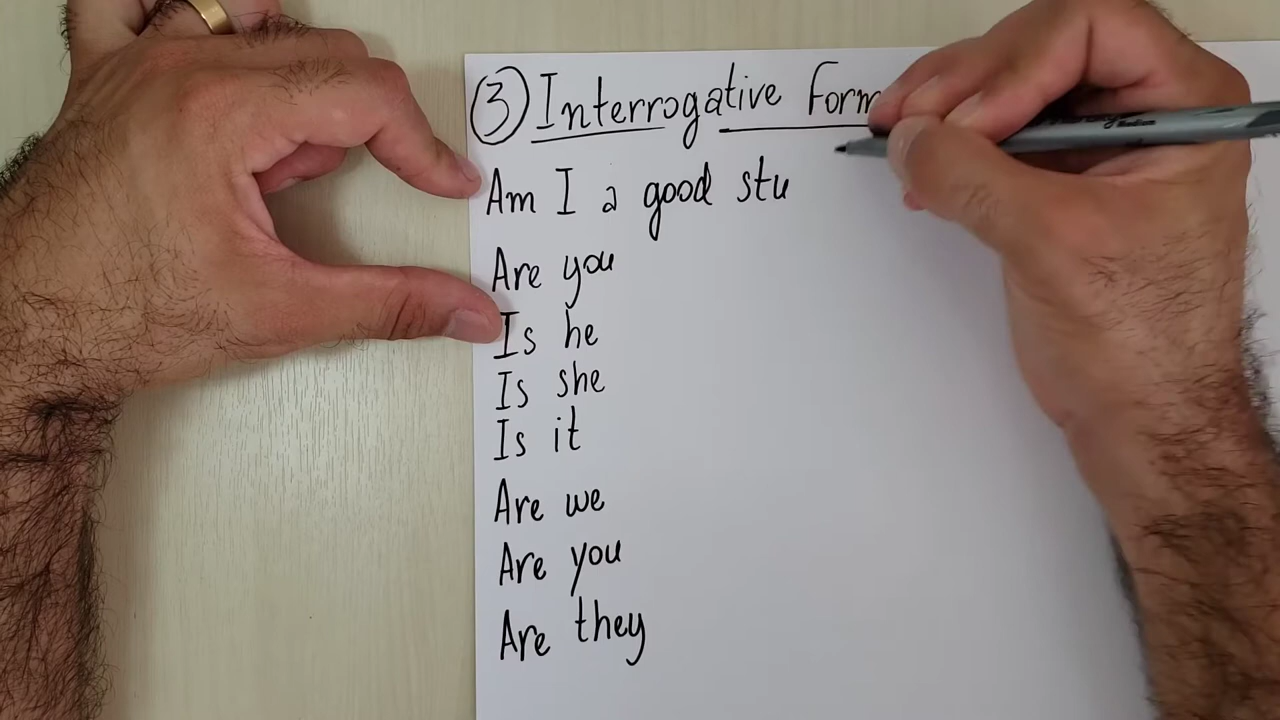 ③ Interrogative Form
Am I a good stu
Are you
Is he
Is she
Is it
Are we
Are you
Are they